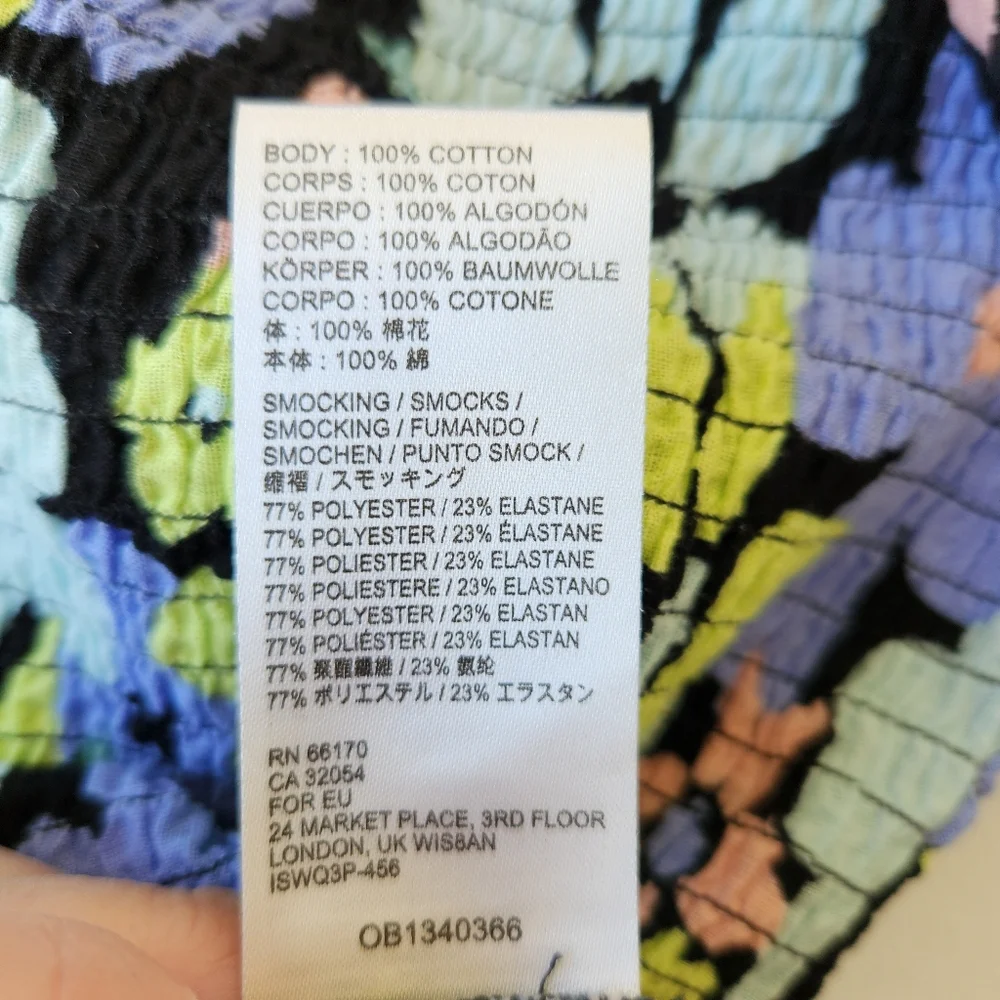 BODY : 100% COTTON
CORPS : 100% COTON
CUERPO : 100% ALGODÓN
CORPO : 100% ALGODÃO
KÖRPER : 100% BAUMWOLLE
CORPO : 100% COTONE
体 : 100% 棉花
本体 : 100% 綿
SMOCKING / SMOCKS /
SMOCKING / FUMANDO /
SMOCHEN / PUNTO SMOCK /
缩褶 / スモッキング
77% POLYESTER / 23% ELASTANE
77% POLYESTER / 23% ÉLASTANE
77% POLIESTER / 23% ELASTANE
77% POLIESTERE / 23% ELASTANO
77% POLYESTER / 23% ELASTAN
77% POLIÉSTER / 23% ELASTAN
77% 聚酯纖維 / 23% 氨纶
77% ポリエステル / 23% エラスタン
RN 66170
CA 32054
FOR EU
24 MARKET PLACE, 3RD FLOOR
LONDON, UK WIS8AN
ISWQ3P-456
OB1340366